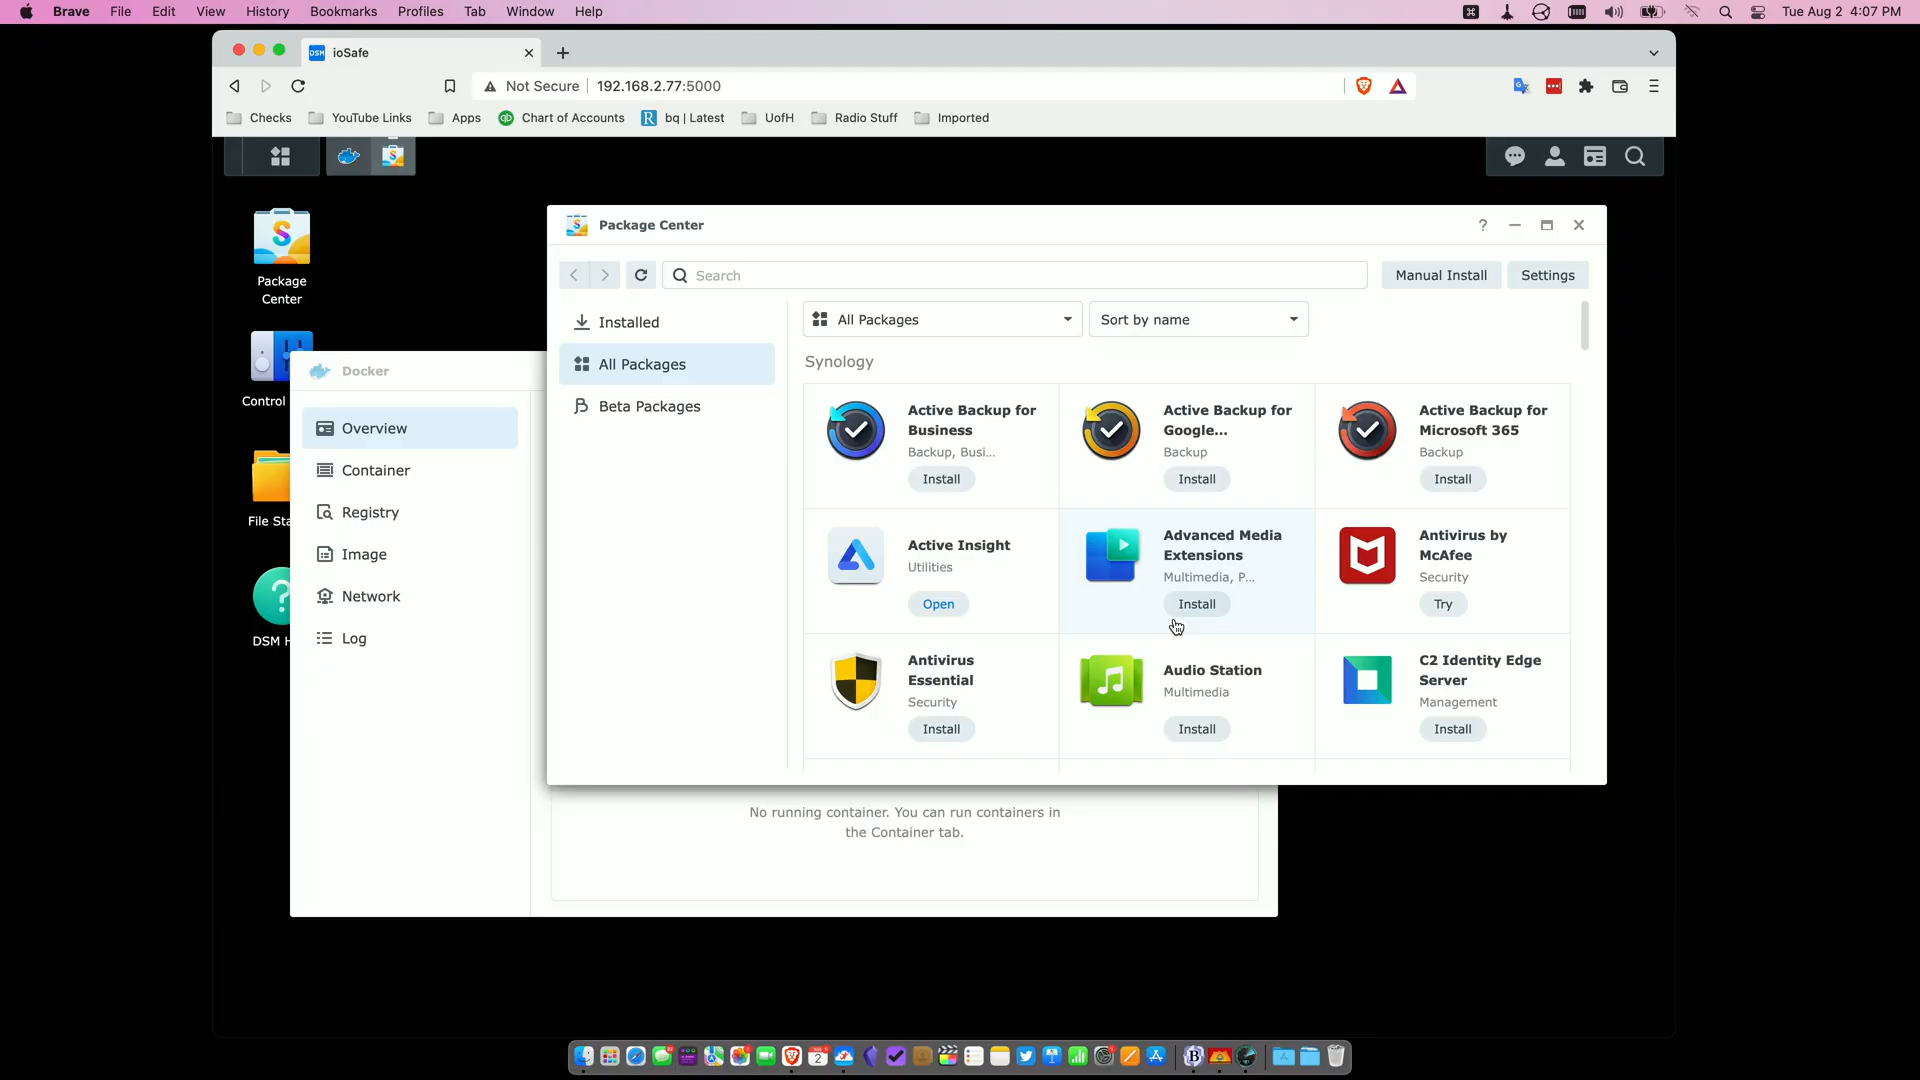 Brave File Edit View History Bookmarks Profiles Tab Window Help
Tue Aug 2 4:07 PM
DSM ioSafe
Not Secure 192.168.2.77:5000
Checks YouTube Links Apps qb Chart of Accounts R bq | Latest UofH Radio Stuff Imported
Package
Center
Control
File Sta
DSM H
Docker
Overview
Container
Registry
Image
Network
Log
No running container. You can run containers in
the Container tab.
Package Center
Search
Manual Install
Settings
Installed
All Packages
Beta Packages
All Packages
Sort by name
Synology
Active Backup for
Business
Backup, Busi...
Install
Active Backup for
Google...
Backup
Install
Active Backup for
Microsoft 365
Backup
Install
Active Insight
Utilities
Open
Advanced Media
Extensions
Multimedia, P...
Install
Antivirus by
McAfee
Security
Try
Antivirus
Essential
Security
Install
Audio Station
Multimedia
Install
C2 Identity Edge
Server
Management
Install